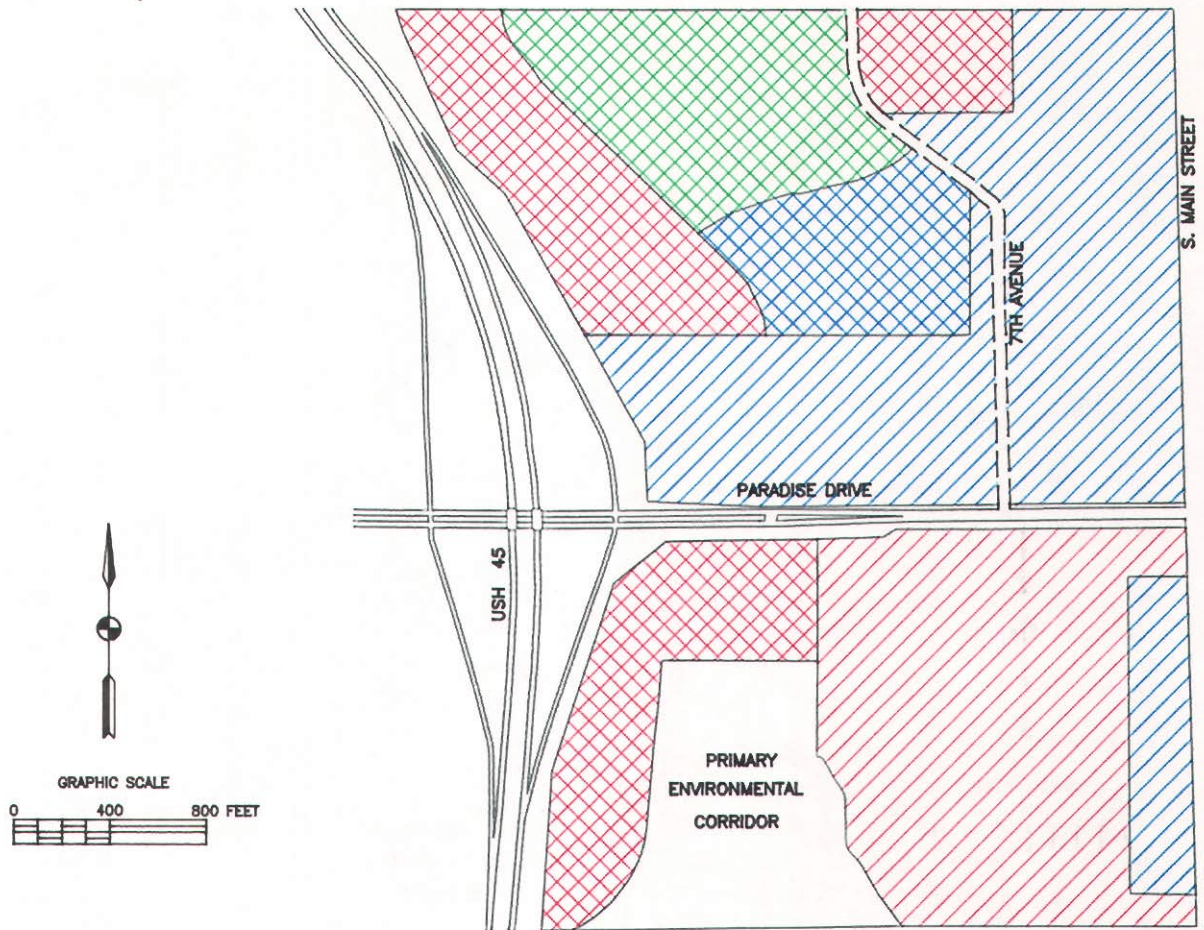 S. MAIN STREET
7TH AVENUE
PARADISE DRIVE
USH 45
PRIMARY
ENVIRONMENTAL
CORRIDOR
GRAPHIC SCALE
0 400 800 FEET